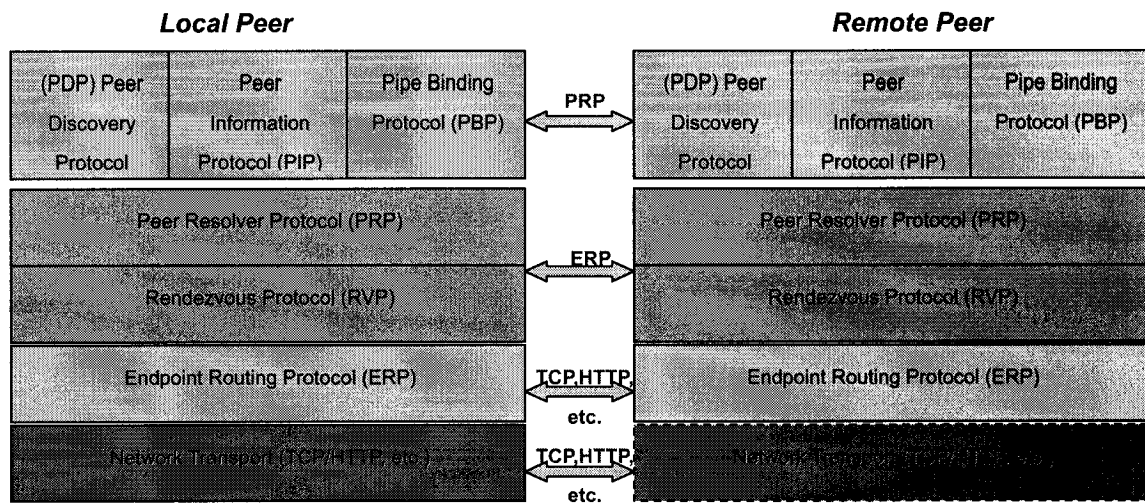 Local Peer
Remote Peer
(PDP) Peer
Discovery
Protocol
Peer
Information
Protocol (PIP)
Pipe Binding
Protocol (PBP)
PRP
(PDP) Peer
Discovery
Protocol
Peer
Information
Protocol (PIP)
Pipe Binding
Protocol (PBP)
Peer Resolver Protocol (PRP)
Peer Resolver Protocol (PRP)
ERP
Rendezvous Protocol (RVP)
Rendezvous Protocol (RVP)
Endpoint Routing Protocol (ERP)
TCP,HTTP,
etc.
Endpoint Routing Protocol (ERP)
Network Transport (TCP/HTTP, etc.)
TCP,HTTP,
etc.
Network